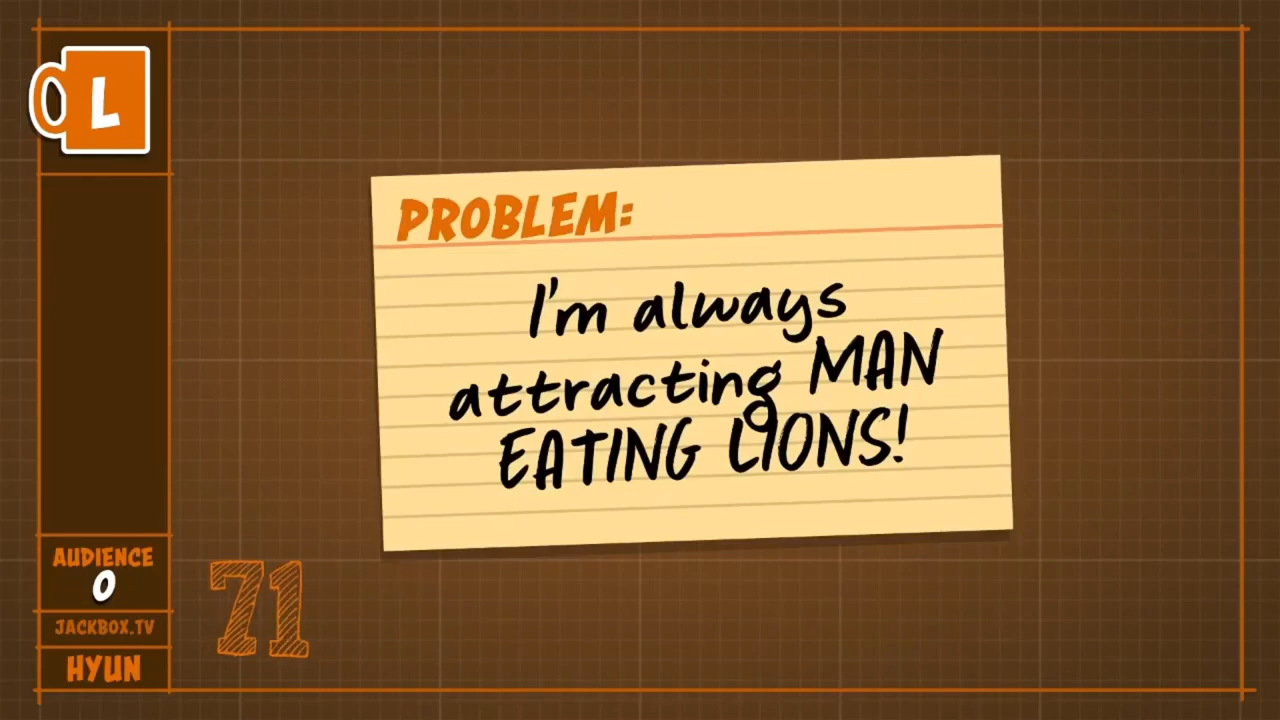 L
PROBLEM:
I'm always
attracting MAN
EATING LIONS!
AUDIENCE
0
JACKBOX.TV
HYUN
71